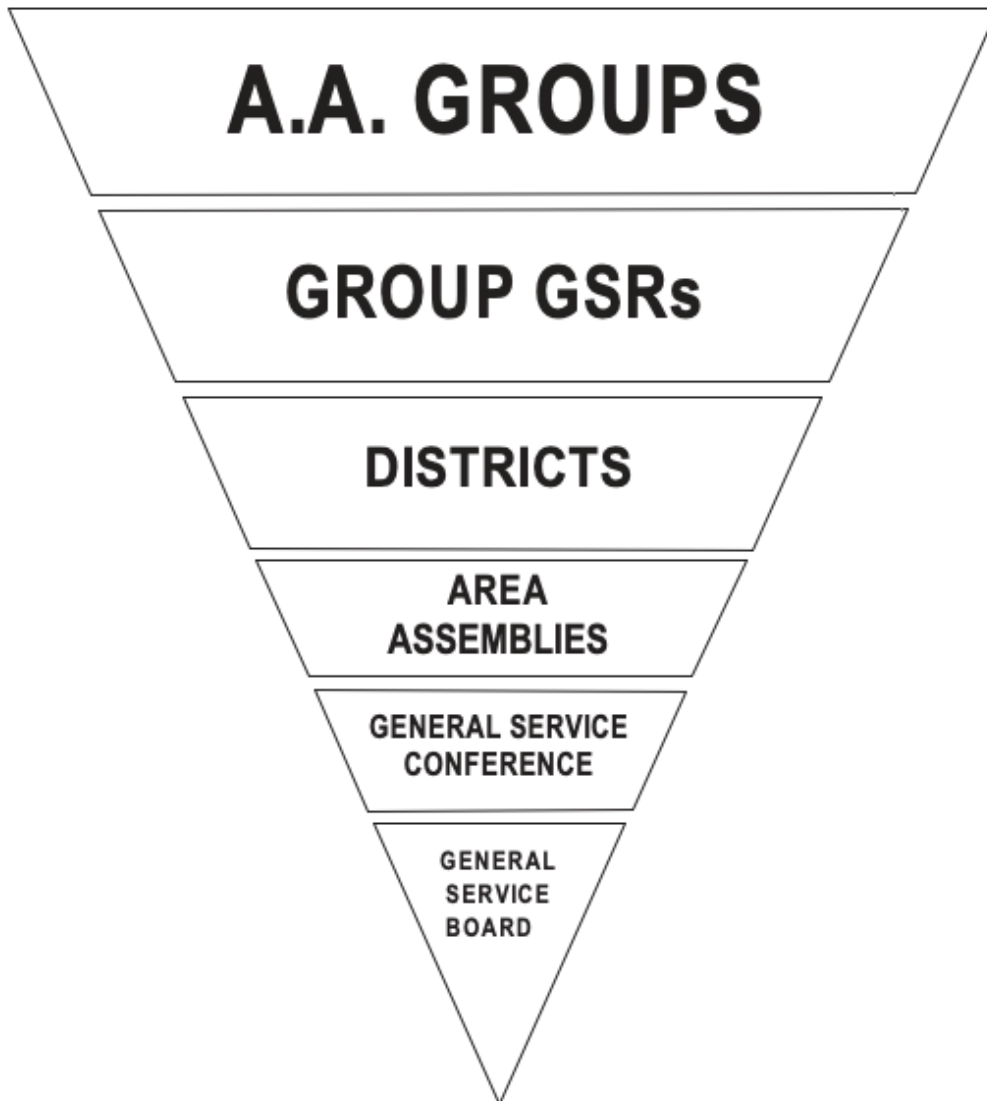 A.A. GROUPS
GROUP GSRs
DISTRICTS
AREA
ASSEMBLIES
GENERAL SERVICE
CONFERENCE
GENERAL
SERVICE
BOARD